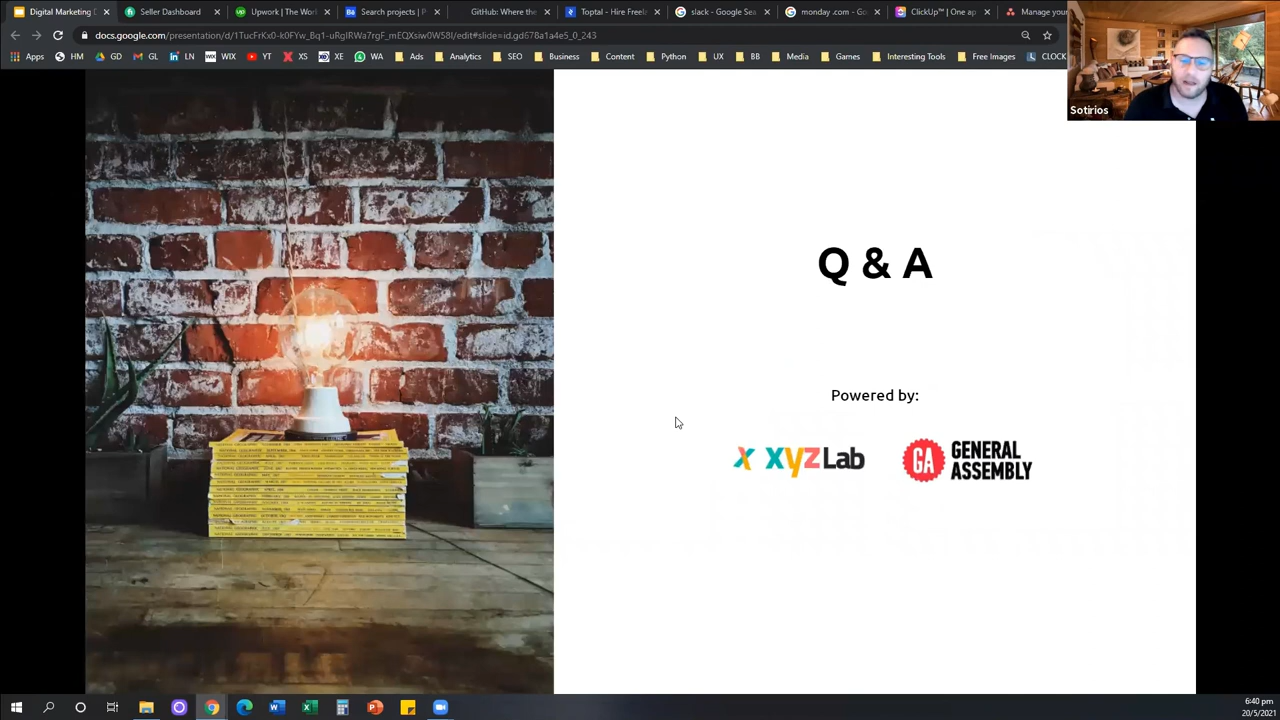 Digital Marketing D
Seller Dashboard
Upwork | The Worl
Search projects | P
GitHub: Where the
Toptal - Hire Freela
slack - Google Sea
monday .com - Go
ClickUp™ | One ap
Manage your
docs.google.com/presentation/d/1TucFrKx0-k0FYw_Bq1-uRglRWa7rgF_mEQXsiw0W58I/edit#slide=id.gd678a1a4e5_0_243
Apps
HM
GD
GL
LN
WIX
YT
XS
XE
WA
Ads
Analytics
SEO
Business
Content
Python
UX
BB
Media
Games
Interesting Tools
Free Images
CLOCK
Sotirios
Q & A
Powered by:
xyzLab
GA GENERAL
ASSEMBLY
6:40 pm
20/5/2021